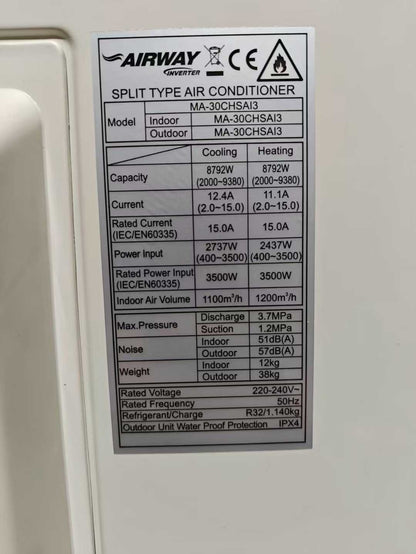 AIRWAY
INVERTER
CE
SPLIT TYPE AIR CONDITIONER
Model MA-30CHSAI3
Indoor MA-30CHSAI3
Outdoor MA-30CHSAI3
Cooling Heating
Capacity 8792W (2000~9380) 8792W (2000~9380)
Current 12.4A (2.0~15.0) 11.1A (2.0~15.0)
Rated Current (IEC/EN60335) 15.0A 15.0A
Power Input 2737W (400~3500) 2437W (400~3500)
Rated Power Input (IEC/EN60335) 3500W 3500W
Indoor Air Volume 1100m³/h 1200m³/h
Max.Pressure Discharge 3.7MPa
Suction 1.2MPa
Noise Indoor 51dB(A)
Outdoor 57dB(A)
Weight Indoor 12kg
Outdoor 38kg
Rated Voltage 220-240V~
Rated Frequency 50Hz
Refrigerant/Charge R32/1.140kg
Outdoor Unit Water Proof Protection IPX4